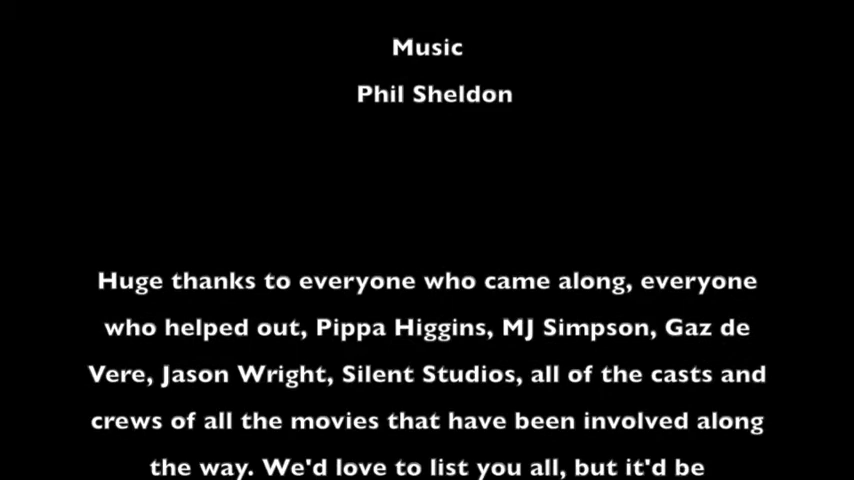 Music
Phil Sheldon
Huge thanks to everyone who came along, everyone
who helped out, Pippa Higgins, MJ Simpson, Gaz de
Vere, Jason Wright, Silent Studios, all of the casts and
crews of all the movies that have been involved along
the way. We'd love to list you all, but it'd be